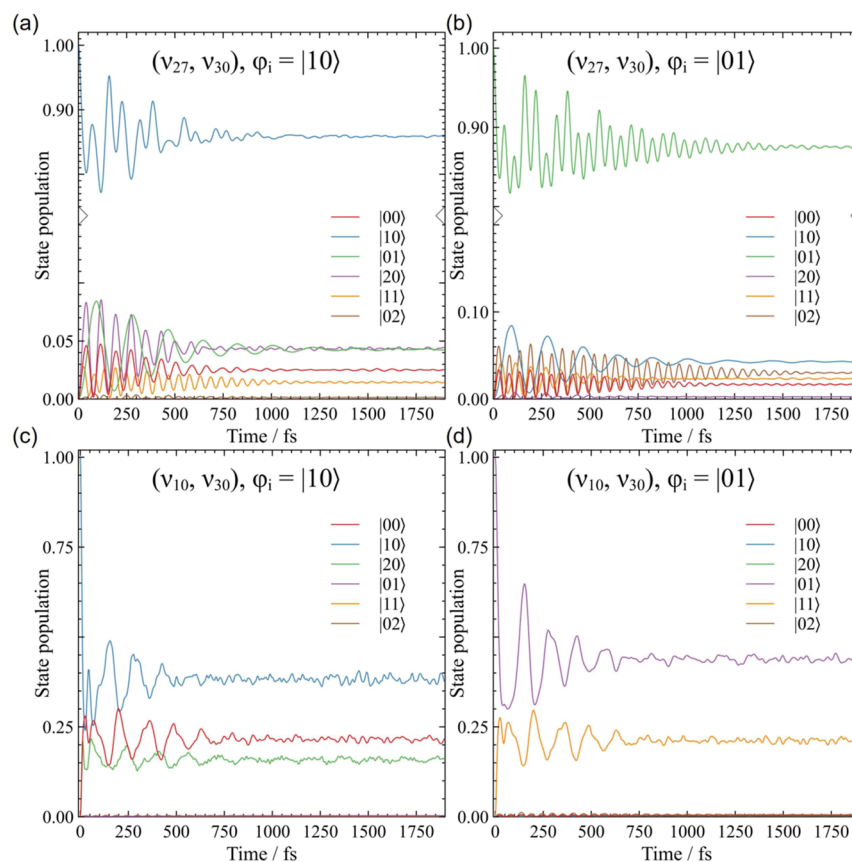 (a)
(ν27, ν30), φi = |10⟩
1.00
0.90
0.05
0.00
State population
|00⟩
|10⟩
|01⟩
|20⟩
|11⟩
|02⟩
0 250 500 750 1000 1250 1500 1750
Time / fs
(b)
(ν27, ν30), φi = |01⟩
1.00
0.90
0.10
0.00
State population
|00⟩
|10⟩
|01⟩
|20⟩
|11⟩
|02⟩
0 250 500 750 1000 1250 1500 1750
Time / fs
(c)
(ν10, ν30), φi = |10⟩
1.0
0.75
0.25
0.00
State population
|00⟩
|10⟩
|20⟩
|01⟩
|11⟩
|02⟩
0 250 500 750 1000 1250 1500 1750
Time / fs
(d)
(ν10, ν30), φi = |01⟩
1.0
0.75
0.25
0.00
State population
|00⟩
|10⟩
|20⟩
|01⟩
|11⟩
|02⟩
0 250 500 750 1000 1250 1500 1750
Time / fs